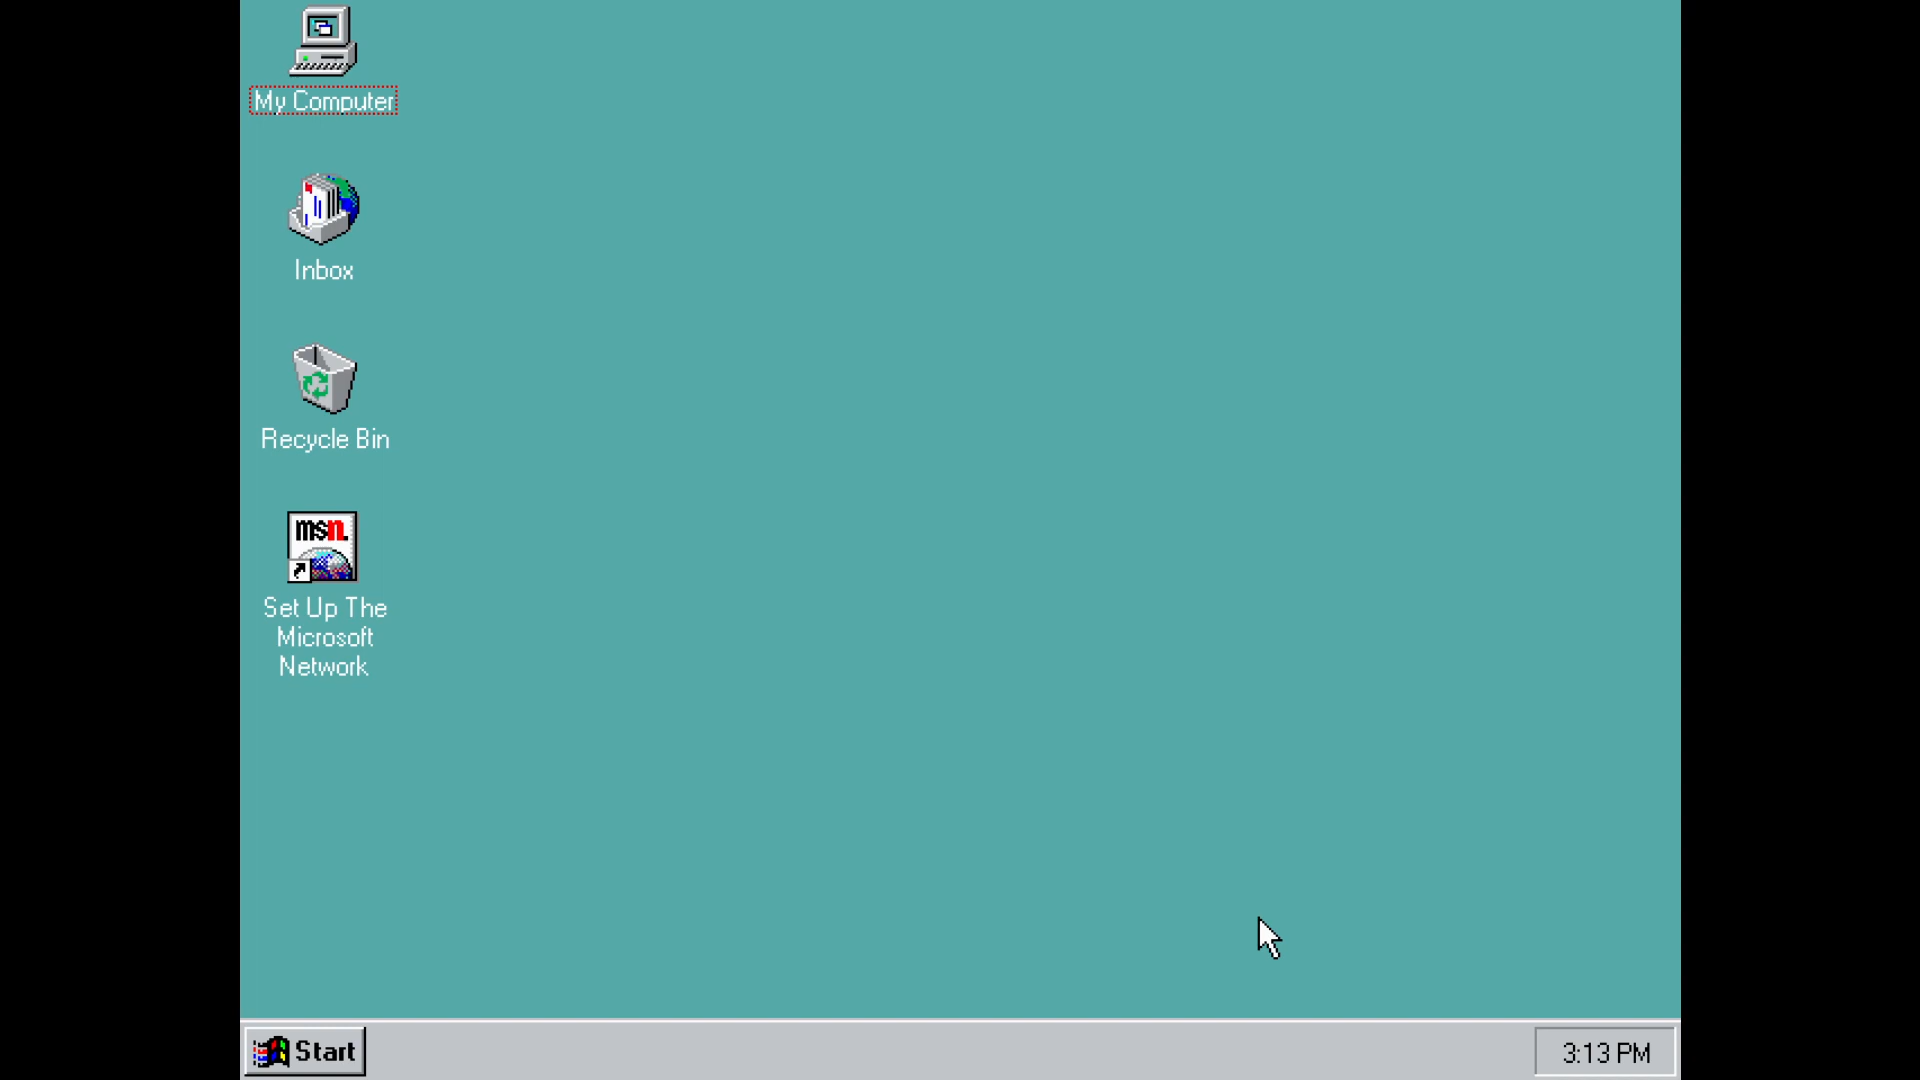 My Computer
Inbox
Recycle Bin
msn.
Set Up The
Microsoft
Network
Start
3:13 PM